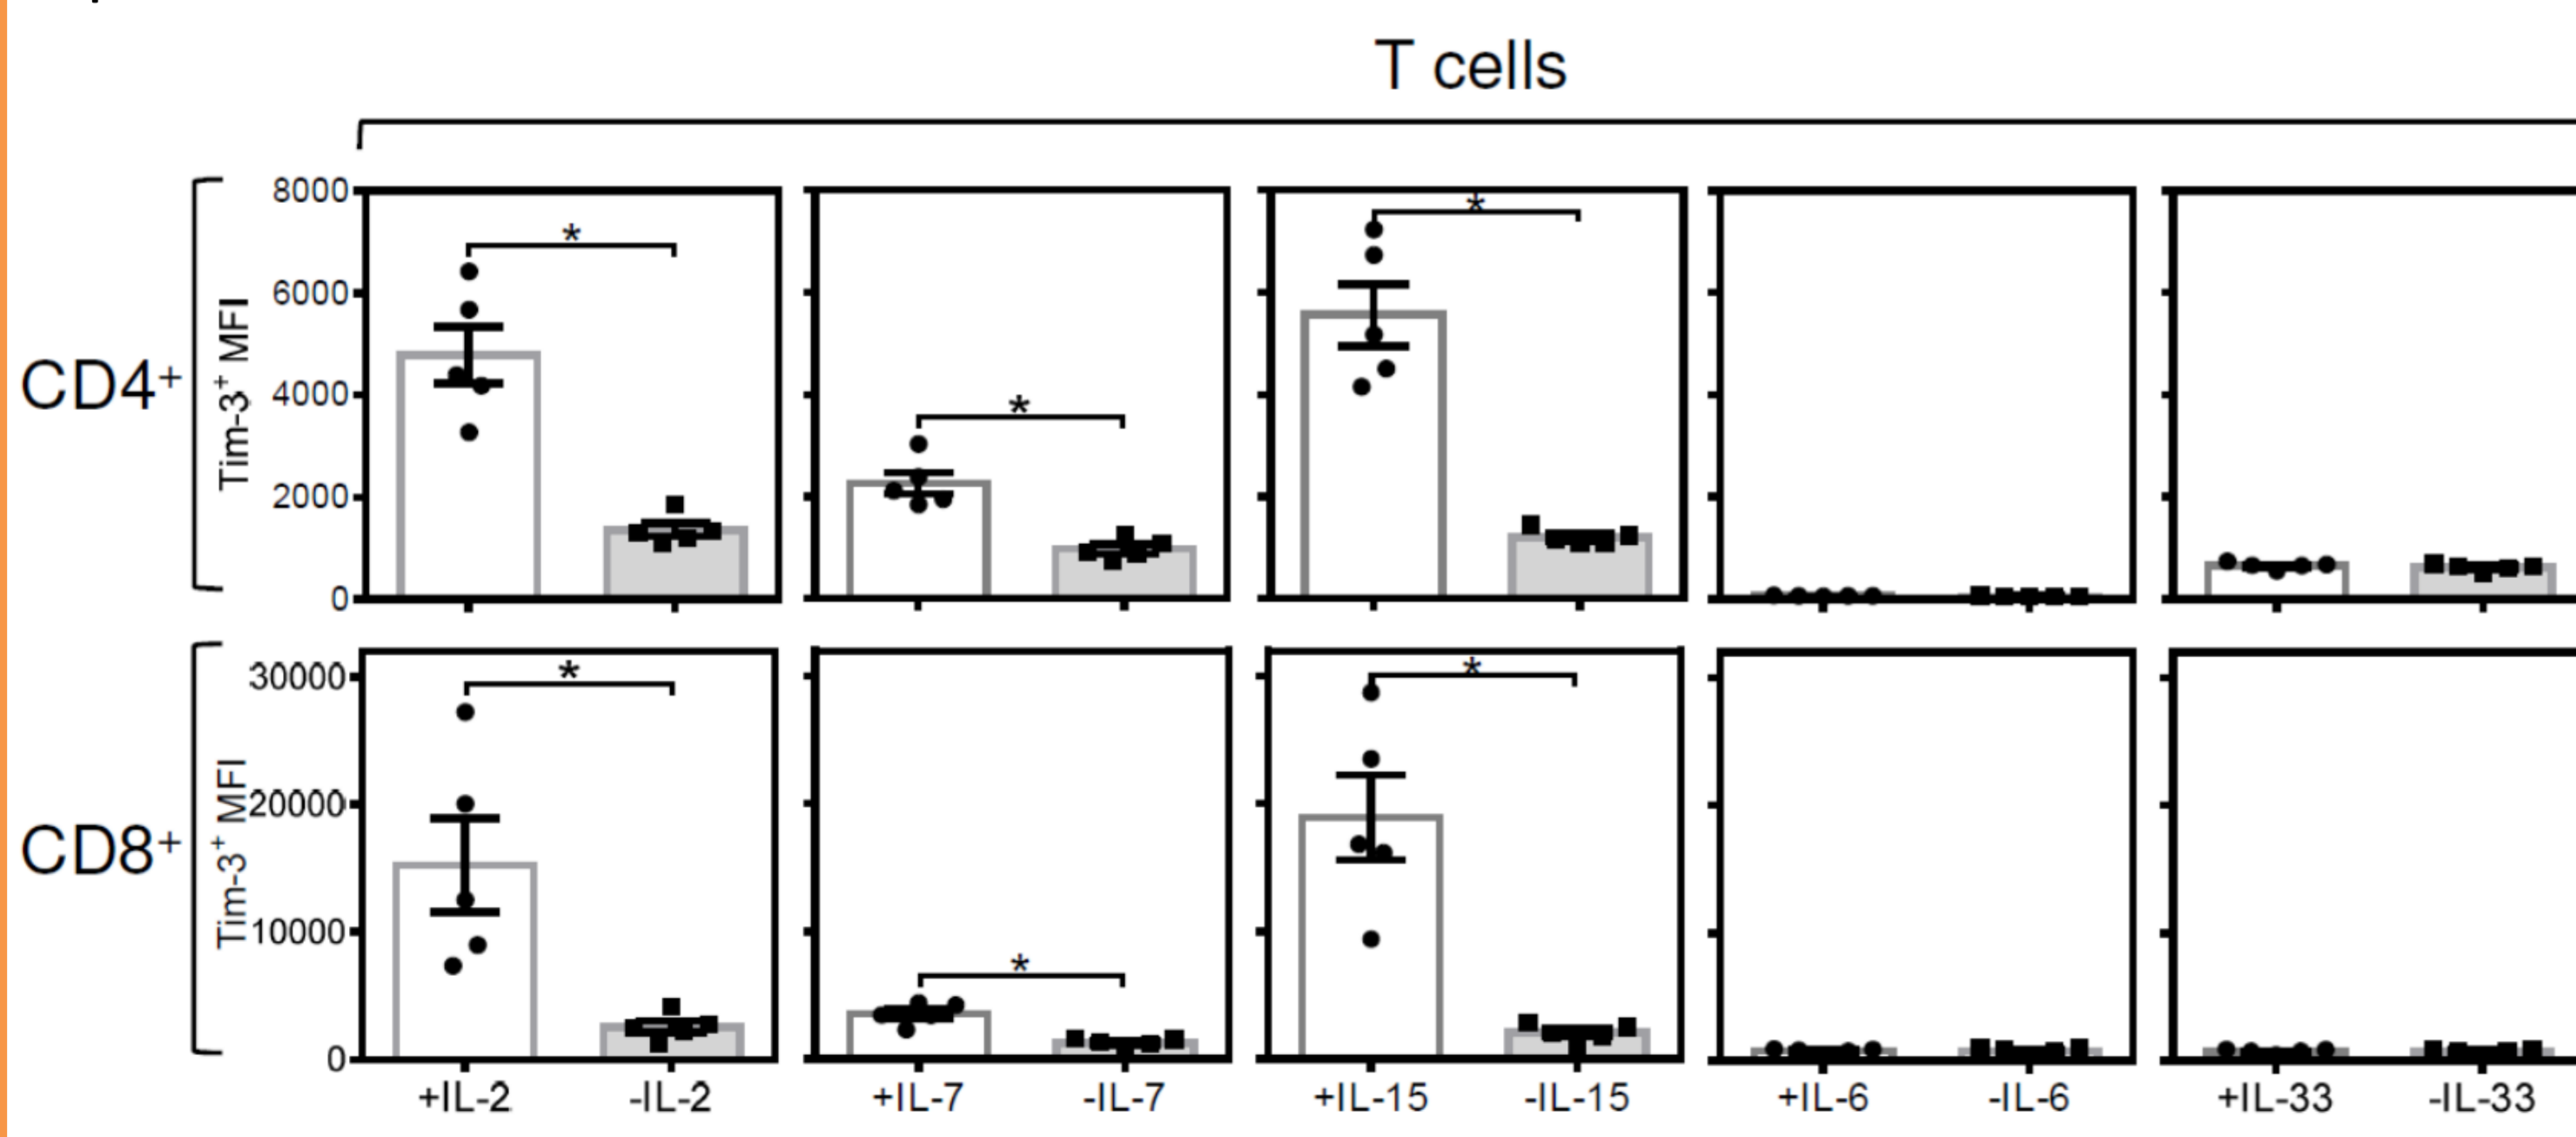 T cells
CD4+
Tim-3+ MFI
8000
6000
4000
2000
0
*
*
*
CD8+
Tim-3+ MFI
30000
20000
10000
0
*
*
*
+IL-2 -IL-2 +IL-7 -IL-7 +IL-15 -IL-15 +IL-6 -IL-6 +IL-33 -IL-33